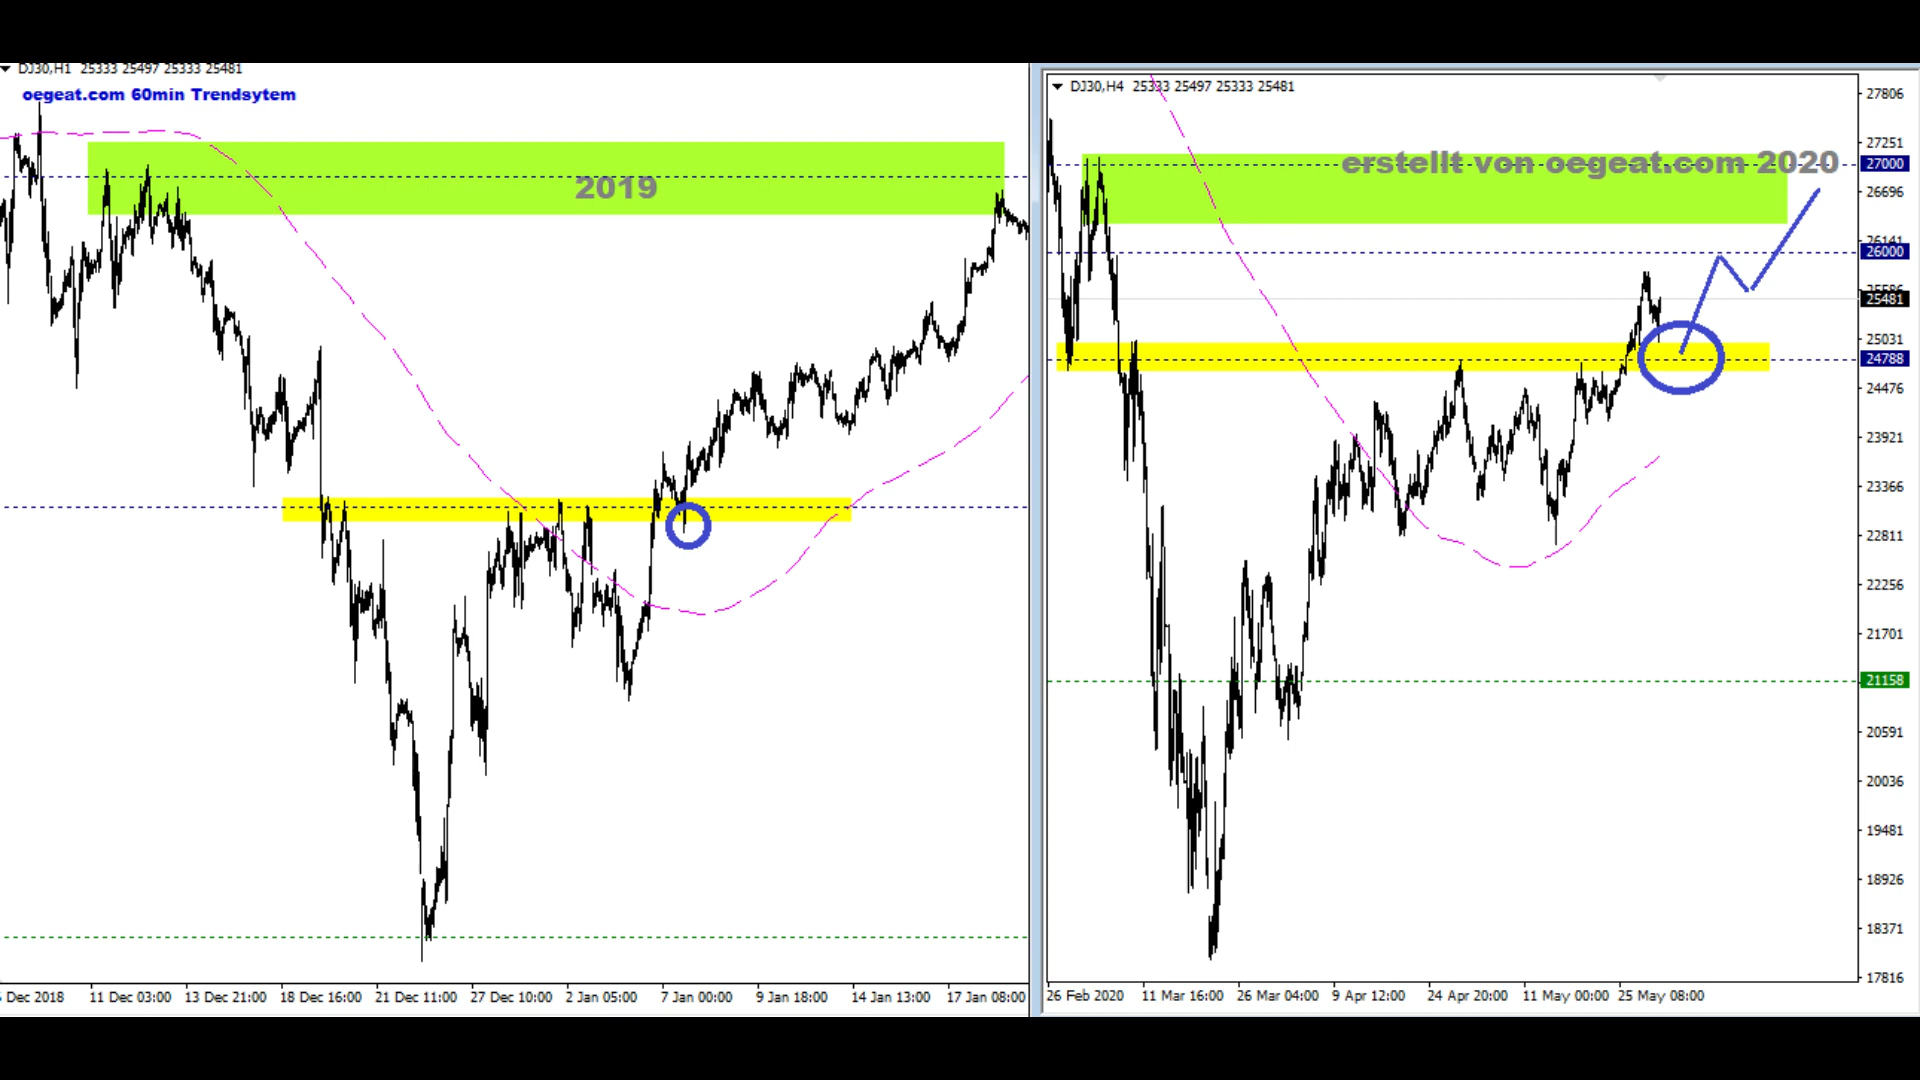 DJ30,H1 25333 25497 25333 25481
oegeat.com 60min Trendsytem
2019
Dec 2018
11 Dec 03:00
13 Dec 21:00
18 Dec 16:00
21 Dec 11:00
27 Dec 10:00
2 Jan 05:00
7 Jan 00:00
9 Jan 18:00
14 Jan 13:00
17 Jan 08:00
DJ30,H4 25333 25497 25333 25481
erstellt von oegeat.com 2020
27806
27251
27000
26696
26141
26000
25586
25481
25031
24788
24476
23921
23366
22811
22256
21701
21158
20591
20036
19481
18926
18371
17816
26 Feb 2020
11 Mar 16:00
26 Mar 04:00
9 Apr 12:00
24 Apr 20:00
11 May 00:00
25 May 08:00